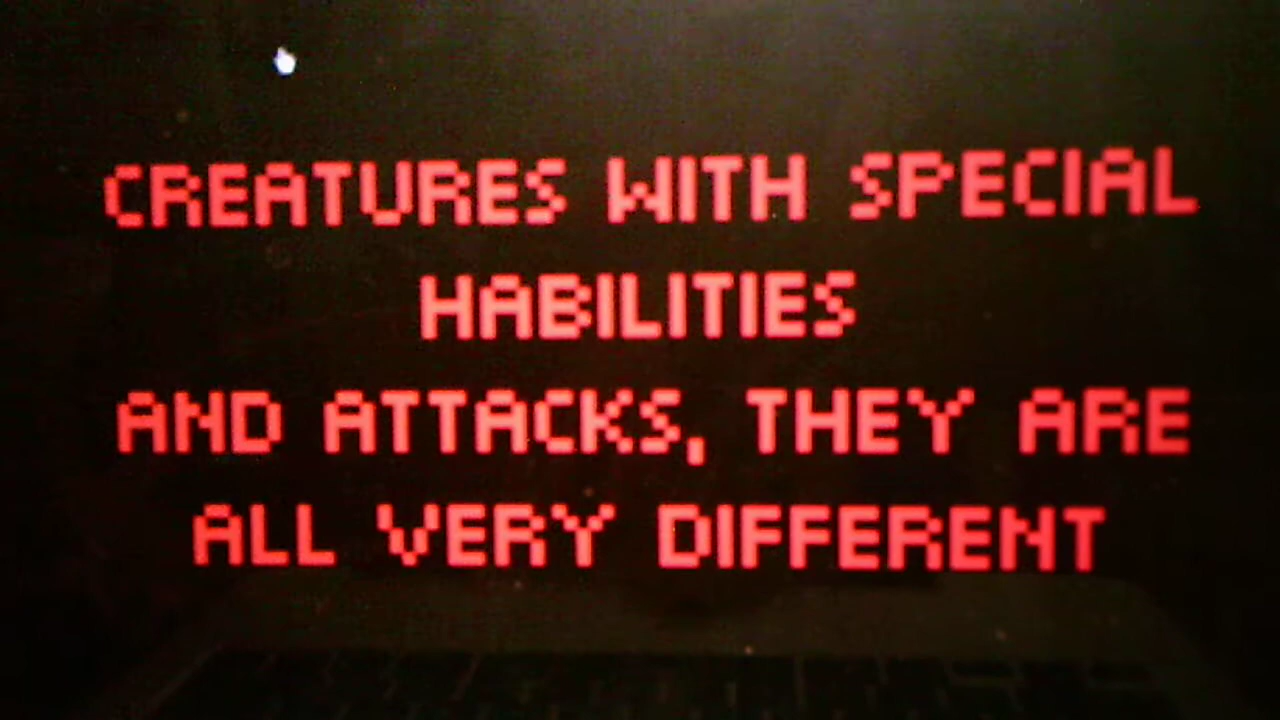 CREATURES WITH SPECIAL
HABILITIES
AND ATTACKS, THEY ARE
ALL VERY DIFFERENT